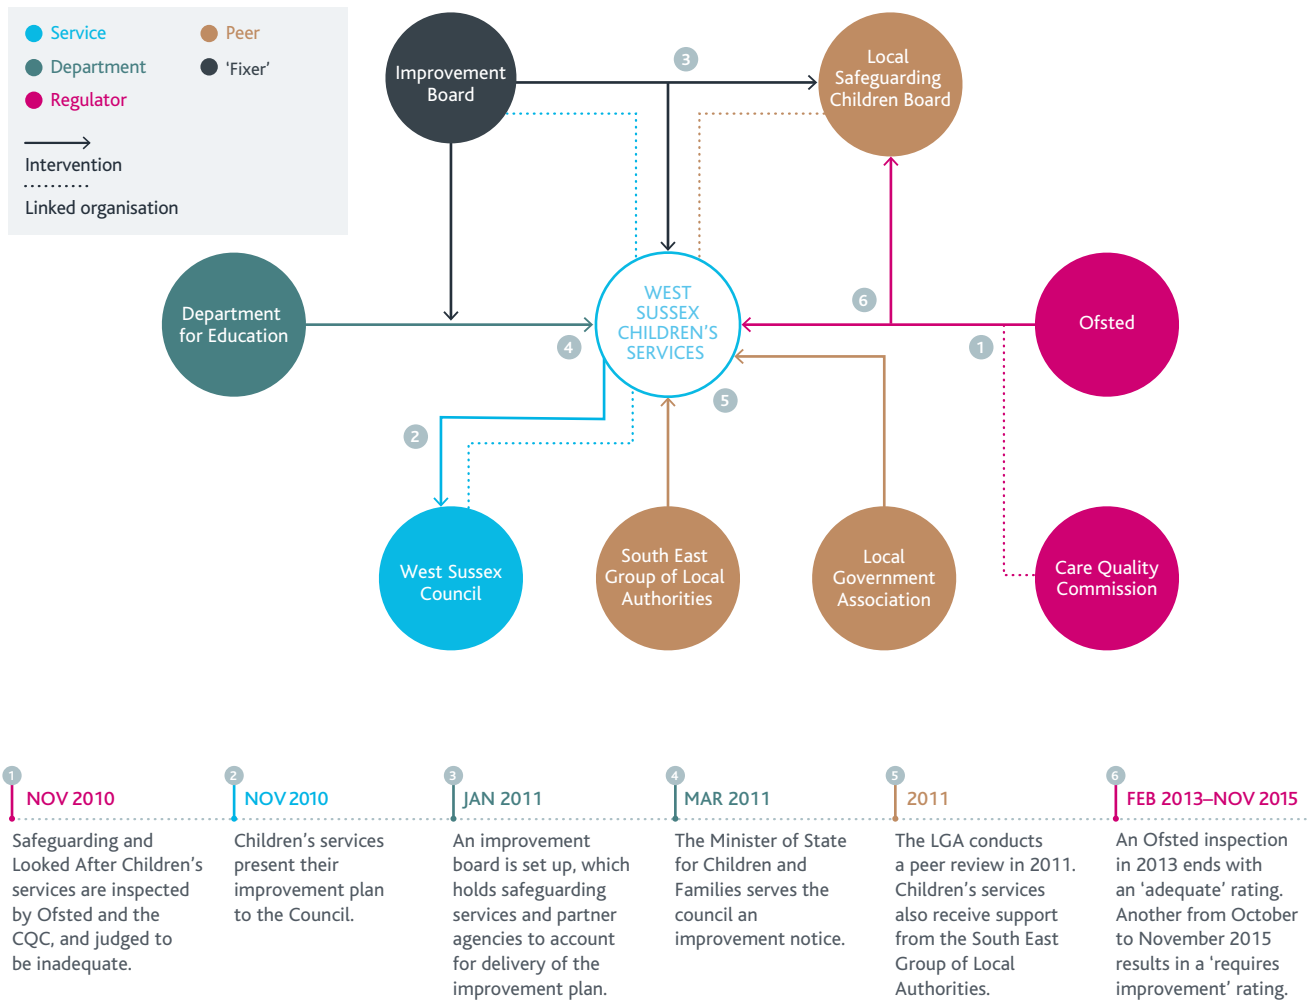 Service
Peer
Department
‘Fixer’
Regulator
Intervention
Linked organisation
Improvement
Board
3
Local
Safeguarding
Children Board
Department
for Education
4
WEST
SUSSEX
CHILDREN’S
SERVICES
6
1
Ofsted
5
2
West Sussex
Council
South East
Group of Local
Authorities
Local
Government
Association
Care Quality
Commission
1
NOV 2010
Safeguarding and
Looked After Children’s
services are inspected
by Ofsted and the
CQC, and judged to
be inadequate.
2
NOV 2010
Children’s services
present their
improvement plan
to the Council.
3
JAN 2011
An improvement
board is set up, which
holds safeguarding
services and partner
agencies to account
for delivery of the
improvement plan.
4
MAR 2011
The Minister of State
for Children and
Families serves the
council an
improvement notice.
5
2011
The LGA conducts
a peer review in 2011.
Children’s services
also receive support
from the South East
Group of Local
Authorities.
6
FEB 2013–NOV 2015
An Ofsted inspection
in 2013 ends with
an ‘adequate’ rating.
Another from October
to November 2015
results in a ‘requires
improvement’ rating.